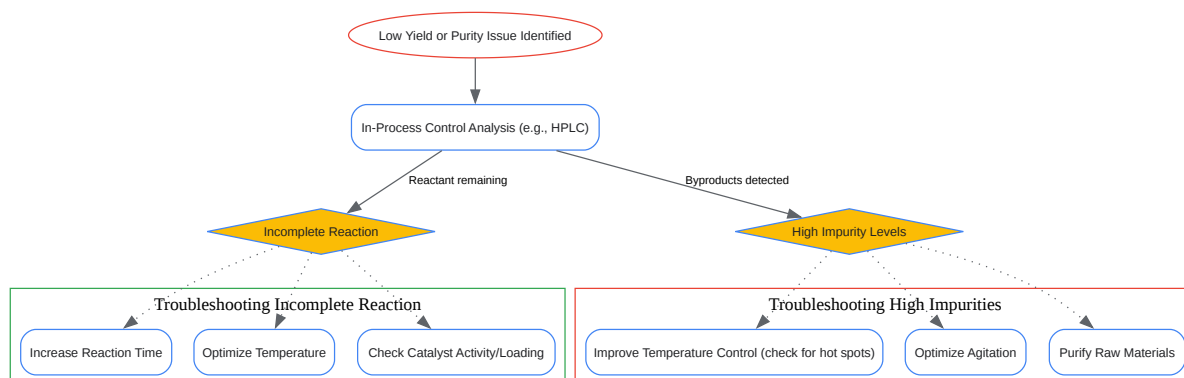 Low Yield or Purity Issue Identified
In-Process Control Analysis (e.g., HPLC)
Reactant remaining
Byproducts detected
Incomplete Reaction
High Impurity Levels
Troubleshooting Incomplete Reaction
Troubleshooting High Impurities
Increase Reaction Time
Optimize Temperature
Check Catalyst Activity/Loading
Improve Temperature Control (check for hot spots)
Optimize Agitation
Purify Raw Materials